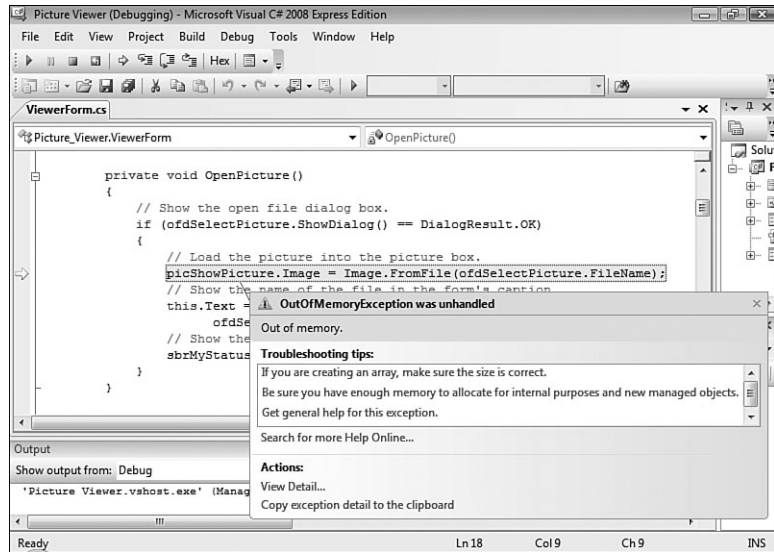 Picture Viewer (Debugging) - Microsoft Visual C# 2008 Express Edition
File Edit View Project Build Debug Tools Window Help
Hex
ViewerForm.cs
Picture_Viewer.ViewerForm
OpenPicture()
Solu
private void OpenPicture()
{
// Show the open file dialog box.
if (ofdSelectPicture.ShowDialog() == DialogResult.OK)
{
// Load the picture into the picture box.
picShowPicture.Image = Image.FromFile(ofdSelectPicture.FileName);
// Show the name of the file in the form's caption
this.Text =
ofdSe
// Show the
sbrMyStatus
}
}
OutOfMemoryException was unhandled
Out of memory.
Troubleshooting tips:
If you are creating an array, make sure the size is correct.
Be sure you have enough memory to allocate for internal purposes and new managed objects.
Get general help for this exception.
Search for more Help Online...
Actions:
View Detail...
Copy exception detail to the clipboard
Output
Show output from: Debug
'Picture Viewer.vshost.exe' (Manag
Ready Ln 18 Col 9 Ch 9 INS